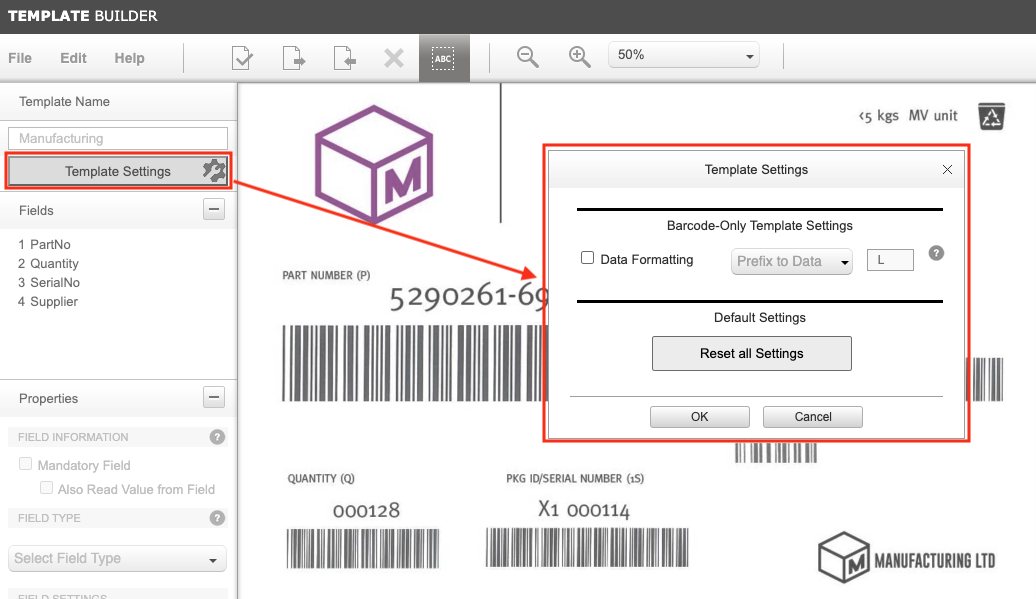 TEMPLATE BUILDER
File Edit Help
ABC
50%
Template Name
Manufacturing
Template Settings
Fields
1 PartNo
2 Quantity
3 SerialNo
4 Supplier
Properties
FIELD INFORMATION ?
Mandatory Field
Also Read Value from Field
FIELD TYPE ?
Select Field Type
FIELD SETTINGS
M
<5 kgs MV unit
PART NUMBER (P)
5290261-69
Template Settings
Barcode-Only Template Settings
Data Formatting Prefix to Data L ?
Default Settings
Reset all Settings
OK Cancel
QUANTITY (Q)
000128
PKG ID/SERIAL NUMBER (1S)
X1 000114
M MANUFACTURING LTD